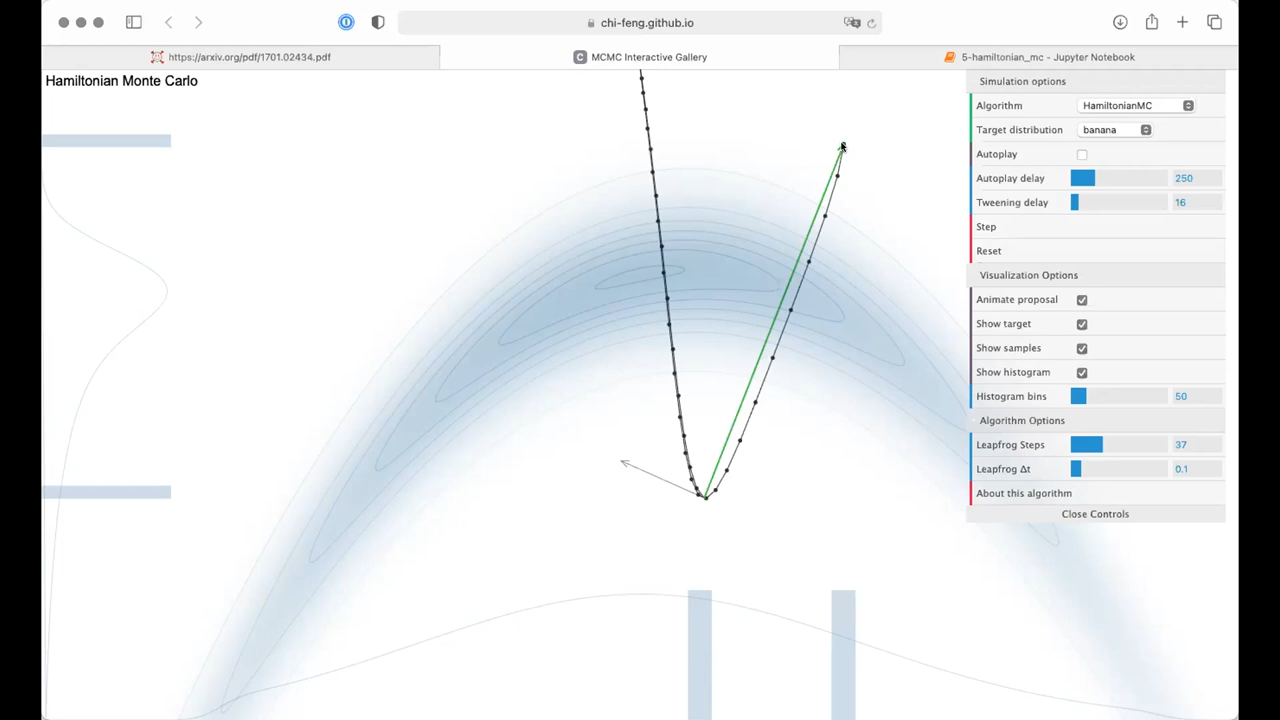 chi-feng.github.io
https://arxiv.org/pdf/1701.02434.pdf
C MCMC Interactive Gallery
5-hamiltonian_mc - Jupyter Notebook
Hamiltonian Monte Carlo
Simulation options
Algorithm HamiltonianMC
Target distribution banana
Autoplay
Autoplay delay 250
Tweening delay 16
Step
Reset
Visualization Options
Animate proposal
Show target
Show samples
Show histogram
Histogram bins 50
Algorithm Options
Leapfrog Steps 37
Leapfrog Δt 0.1
About this algorithm
Close Controls